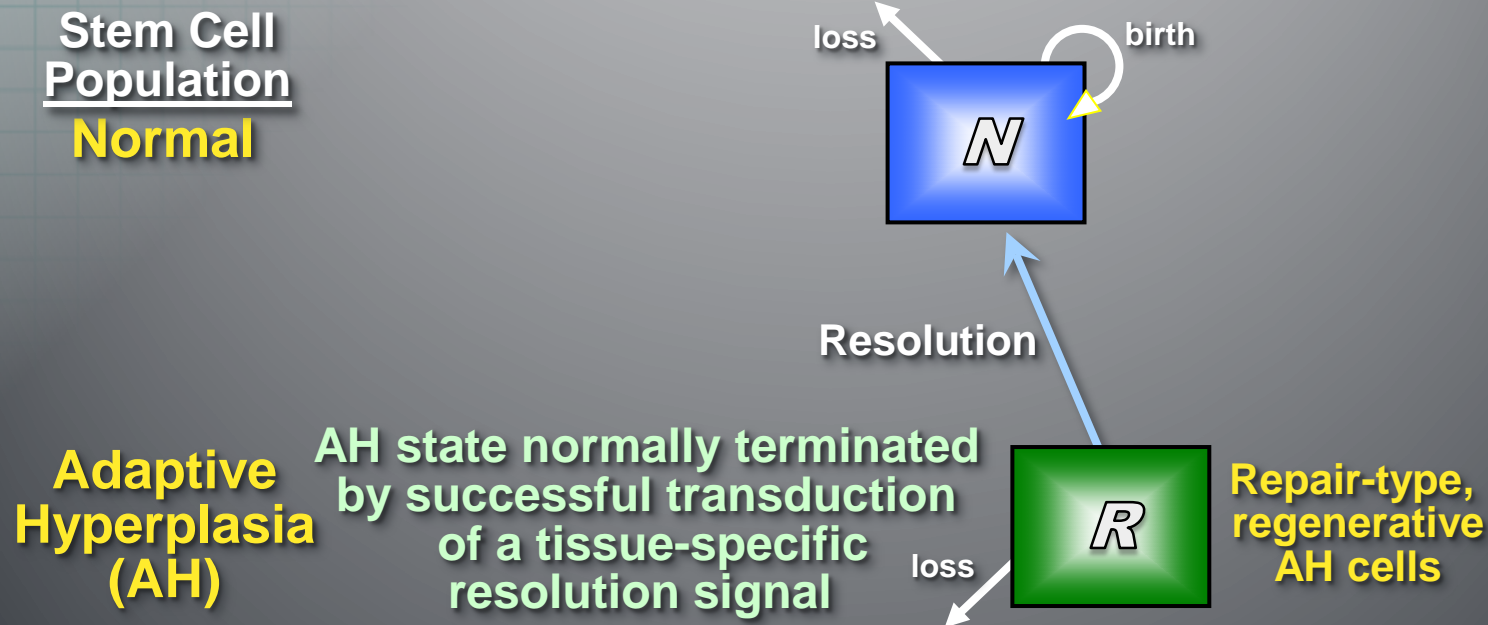 Stem Cell
Population
Normal
loss
birth
N
Resolution
Adaptive
Hyperplasia
(AH)
AH state normally terminated
by successful transduction
of a tissue-specific
resolution signal
loss
R
Repair-type,
regenerative
AH cells